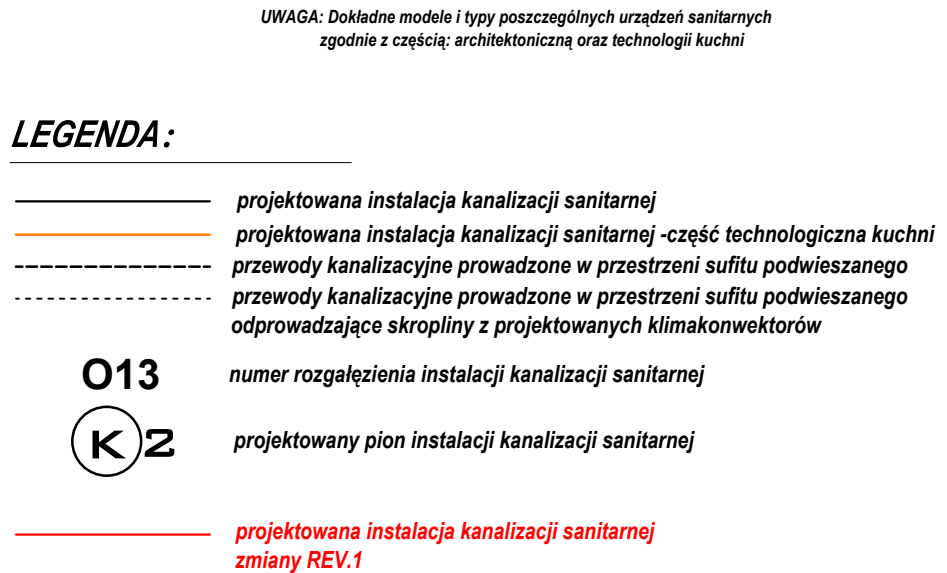 UWAGA: Dokładne modele i typy poszczególnych urządzeń sanitarnych
zgodnie z częścią: architektoniczną oraz technologii kuchni
LEGENDA:
projektowana instalacja kanalizacji sanitarnej
projektowana instalacja kanalizacji sanitarnej -część technologiczna kuchni
przewody kanalizacyjne prowadzone w przestrzeni sufitu podwieszanego
przewody kanalizacyjne prowadzone w przestrzeni sufitu podwieszanego
odprowadzające skropliny z projektowanych klimakonwektorów
O13 numer rozgałęzienia instalacji kanalizacji sanitarnej
K2 projektowany pion instalacji kanalizacji sanitarnej
projektowana instalacja kanalizacji sanitarnej
zmiany REV.1